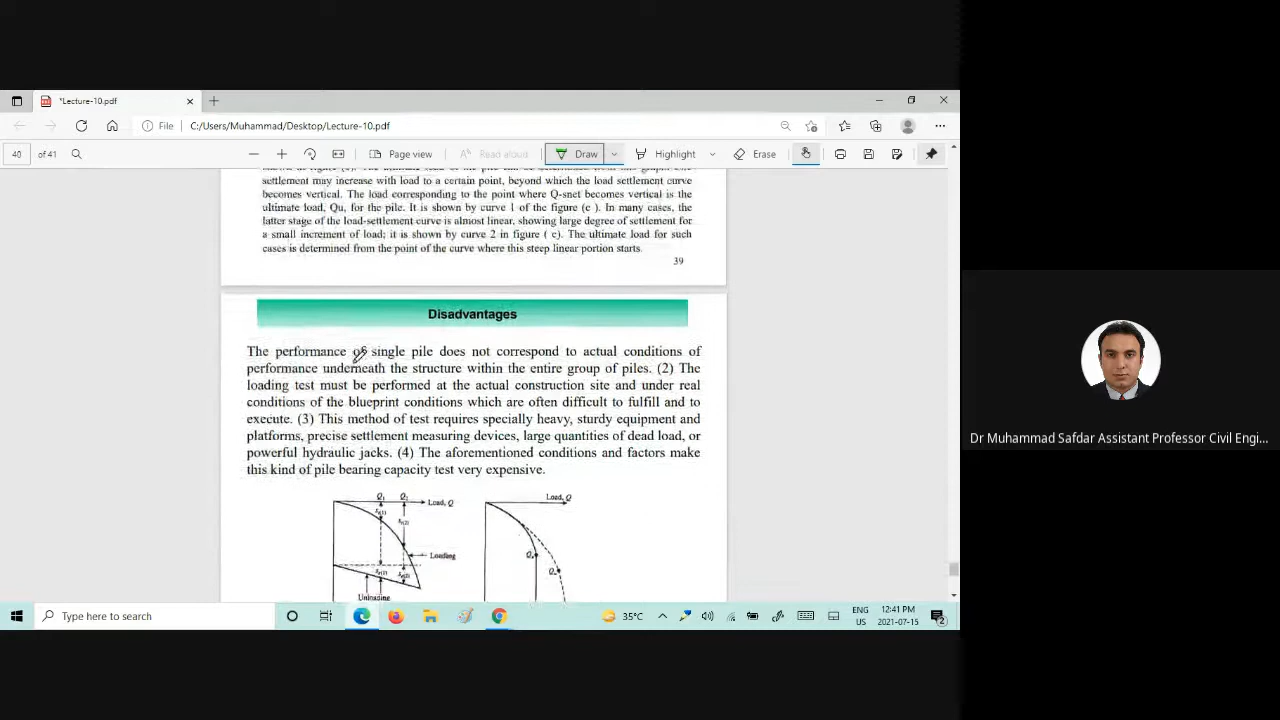 *Lecture-10.pdf
File C:/Users/Muhammad/Desktop/Lecture-10.pdf
40 of 41 Page view Read aloud Draw Highlight Erase
settlement may increase with load to a certain point, beyond which the load settlement curve
becomes vertical. The load corresponding to the point where Q-snet becomes vertical is the
ultimate load, Qu, for the pile. It is shown by curve 1 of the figure (c ). In many cases, the
latter stage of the load-settlement curve is almost linear, showing large degree of settlement for
a small increment of load; it is shown by curve 2 in figure ( c). The ultimate load for such
cases is determined from the point of the curve where this steep linear portion starts.
39
Disadvantages
The performance of single pile does not correspond to actual conditions of
performance underneath the structure within the entire group of piles. (2) The
loading test must be performed at the actual construction site and under real
conditions of the blueprint conditions which are often difficult to fulfill and to
execute. (3) This method of test requires specially heavy, sturdy equipment and
platforms, precise settlement measuring devices, large quantities of dead load, or
powerful hydraulic jacks. (4) The aforementioned conditions and factors make
this kind of pile bearing capacity test very expensive.
Q1 Q2 Load, Q
Loading
Unloading
Load, Q
Qu
Qu
Dr Muhammad Safdar Assistant Professor Civil Engi...
Type here to search 35°C ENG US 12:41 PM 2021-07-15 2